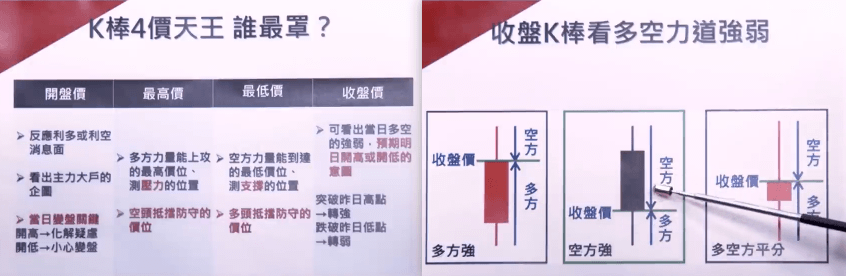 K棒4價天王 誰最罩？
開盤價
➢ 反應利多或利空
消息面
➢ 看出主力大戶的
企圖
➢ 當日變盤關鍵
開高→化解疑慮
開低→小心變盤
最高價
➢ 多方力量能上攻
的最高價位、
測壓力的位置
➢ 空頭抵擋防守的
價位
最低價
➢ 空方力量能到達
的最低價位、
測支撐的位置
➢ 多頭抵擋防守的
價位
收盤價
➢ 可看出當日多空
的強弱，預期明
日開高或開低的
意圖
突破昨日高點
→轉強
跌破昨日低點
→轉弱
收盤K棒看多空力道強弱
收盤價
空方
多方
多方強
收盤價
空方
多方
空方強
收盤價
空方
多方
多空方平分